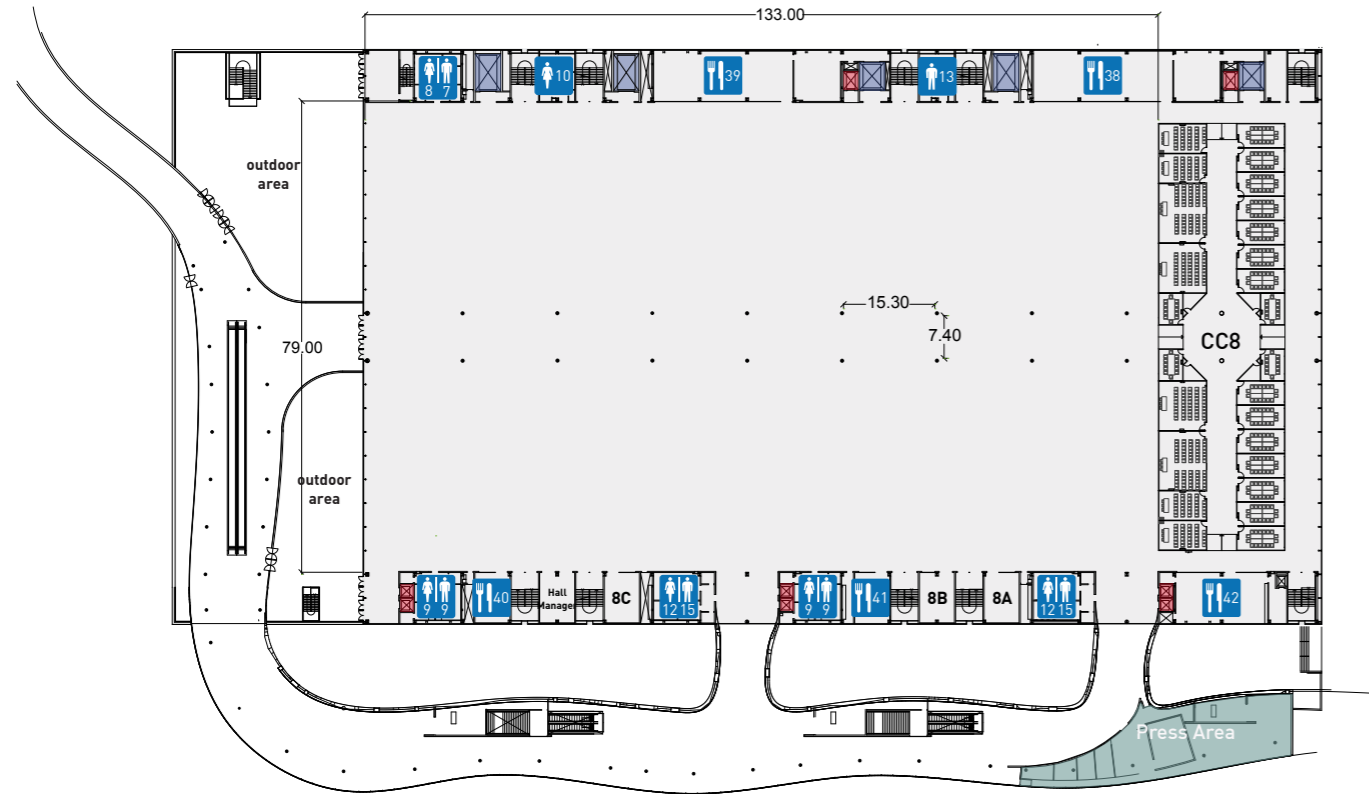 133.00
8 7
10
39
13
38
outdoor
area
15.30
7.40
79.00
CC8
outdoor
area
9 9
40
Hall
Manager
8C
12 15
9 9
41
8B
8A
12 15
42
Press Area